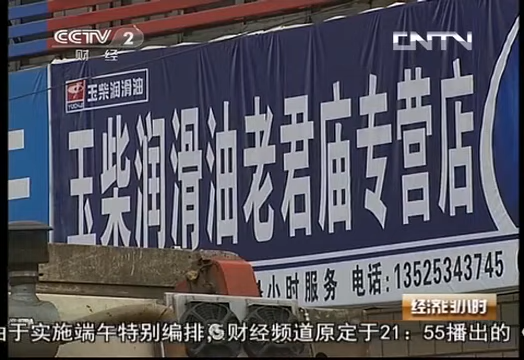 CCTV 2
财经
CNTV
YUCHAI
玉柴润滑油
玉柴润滑油老君庙专营店
小时服务 电话:13525343745
经济半小时
由于实施端午特别编排,财经频道原定于21:55播出的